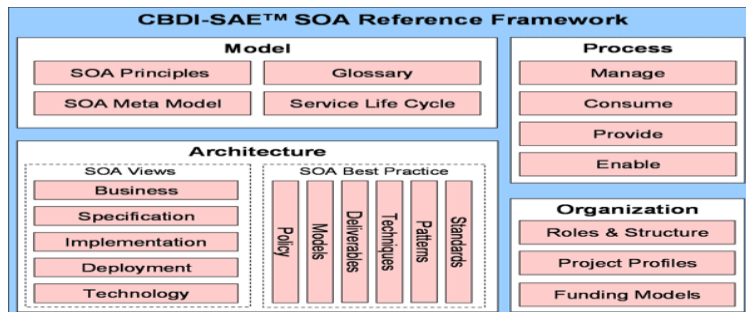 CBDI-SAE™ SOA Reference Framework
Model
SOA Principles
Glossary
SOA Meta Model
Service Life Cycle
Process
Manage
Consume
Provide
Enable
Architecture
SOA Views
Business
Specification
Implementation
Deployment
Technology
SOA Best Practice
Policy
Models
Deliverables
Techniques
Patterns
Standards
Organization
Roles & Structure
Project Profiles
Funding Models